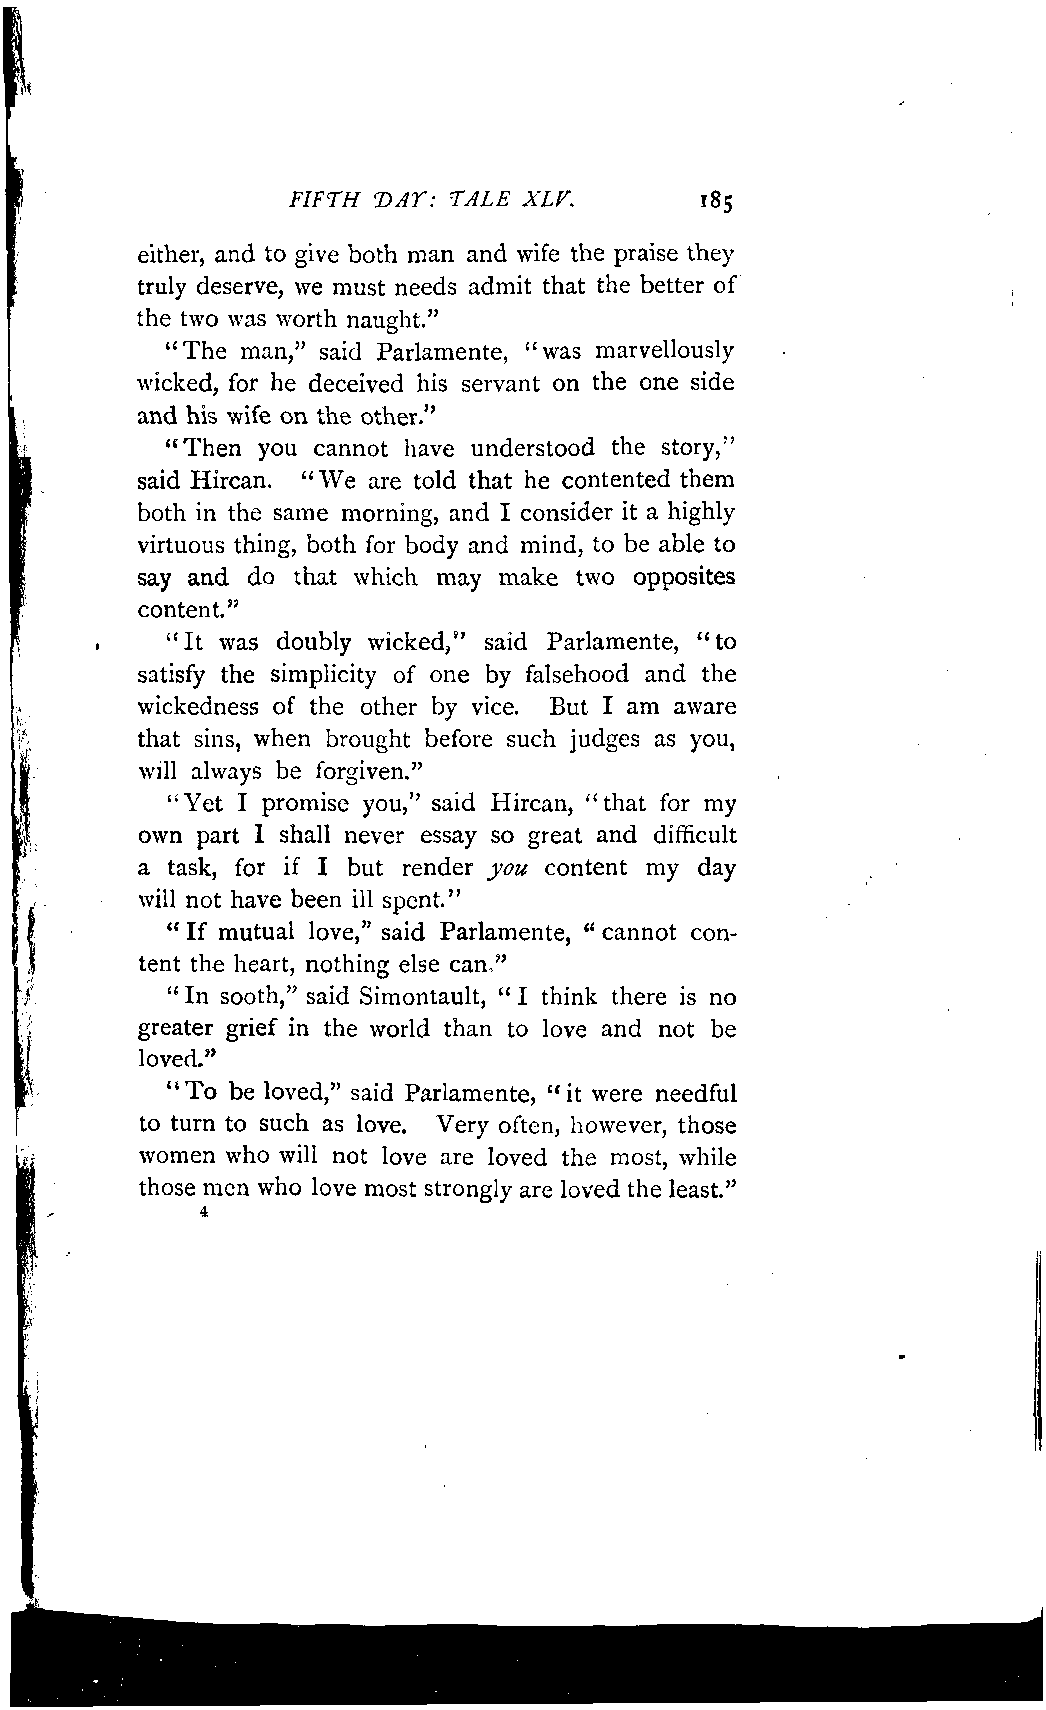 FIFTH DAY: TALE XLV. 185
either, and to give both man and wife the praise they
truly deserve, we must needs admit that the better of
the two was worth naught."
"The man," said Parlamente, "was marvellously
wicked, for he deceived his servant on the one side
and his wife on the other."
"Then you cannot have understood the story,"
said Hircan. "We are told that he contented them
both in the same morning, and I consider it a highly
virtuous thing, both for body and mind, to be able to
say and do that which may make two opposites
content."
"It was doubly wicked," said Parlamente, "to
satisfy the simplicity of one by falsehood and the
wickedness of the other by vice. But I am aware
that sins, when brought before such judges as you,
will always be forgiven."
"Yet I promise you," said Hircan, "that for my
own part I shall never essay so great and difficult
a task, for if I but render you content my day
will not have been ill spent."
"If mutual love," said Parlamente, "cannot con-
tent the heart, nothing else can."
"In sooth," said Simontault, "I think there is no
greater grief in the world than to love and not be
loved."
"To be loved," said Parlamente, "it were needful
to turn to such as love. Very often, however, those
women who will not love are loved the most, while
those men who love most strongly are loved the least."
4